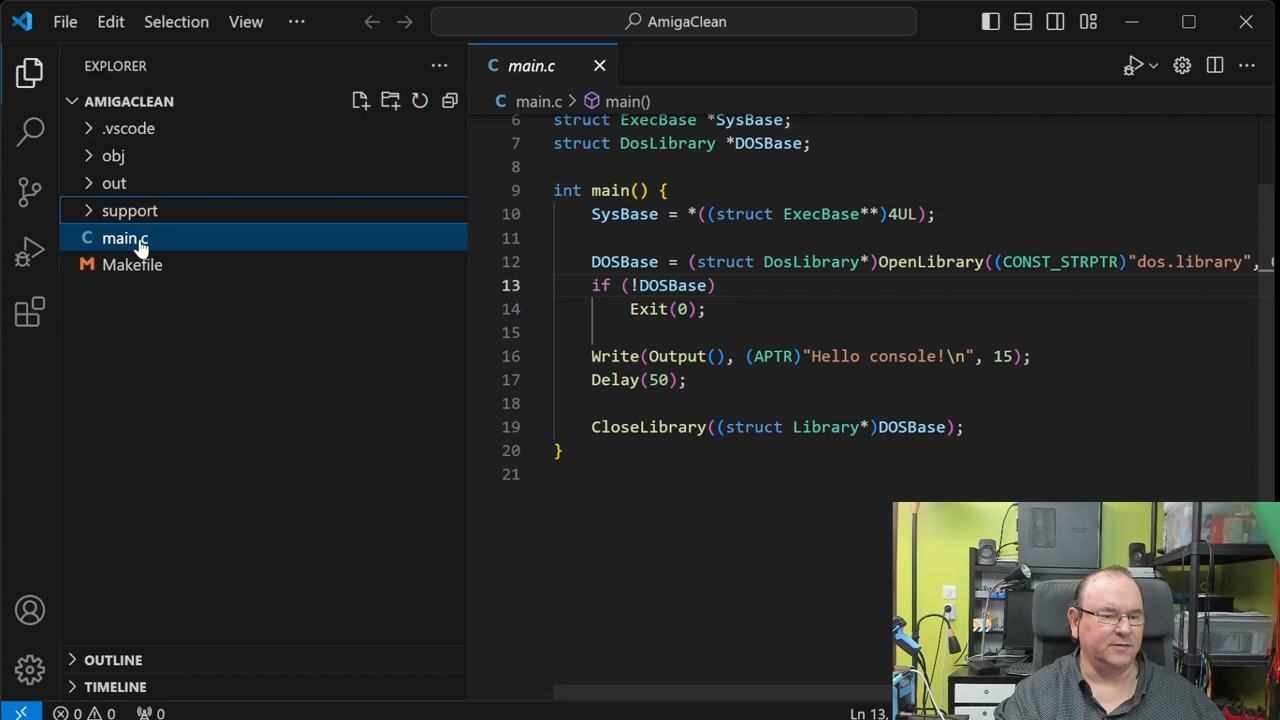 File Edit Selection View ··· AmigaClean
EXPLORER ···
AMIGACLEAN
.vscode
obj
out
support
C main.c
M Makefile
OUTLINE
TIMELINE
0 0 0
C main.c
C main.c > main()
6 struct ExecBase *SysBase;
7 struct DosLibrary *DOSBase;
8
9 int main() {
10 SysBase = *((struct ExecBase**)4UL);
11
12 DOSBase = (struct DosLibrary*)OpenLibrary((CONST_STRPTR)"dos.library",
13 if (!DOSBase)
14 Exit(0);
15
16 Write(Output(), (APTR)"Hello console!\n", 15);
17 Delay(50);
18
19 CloseLibrary((struct Library*)DOSBase);
20 }
21
Ln 13,